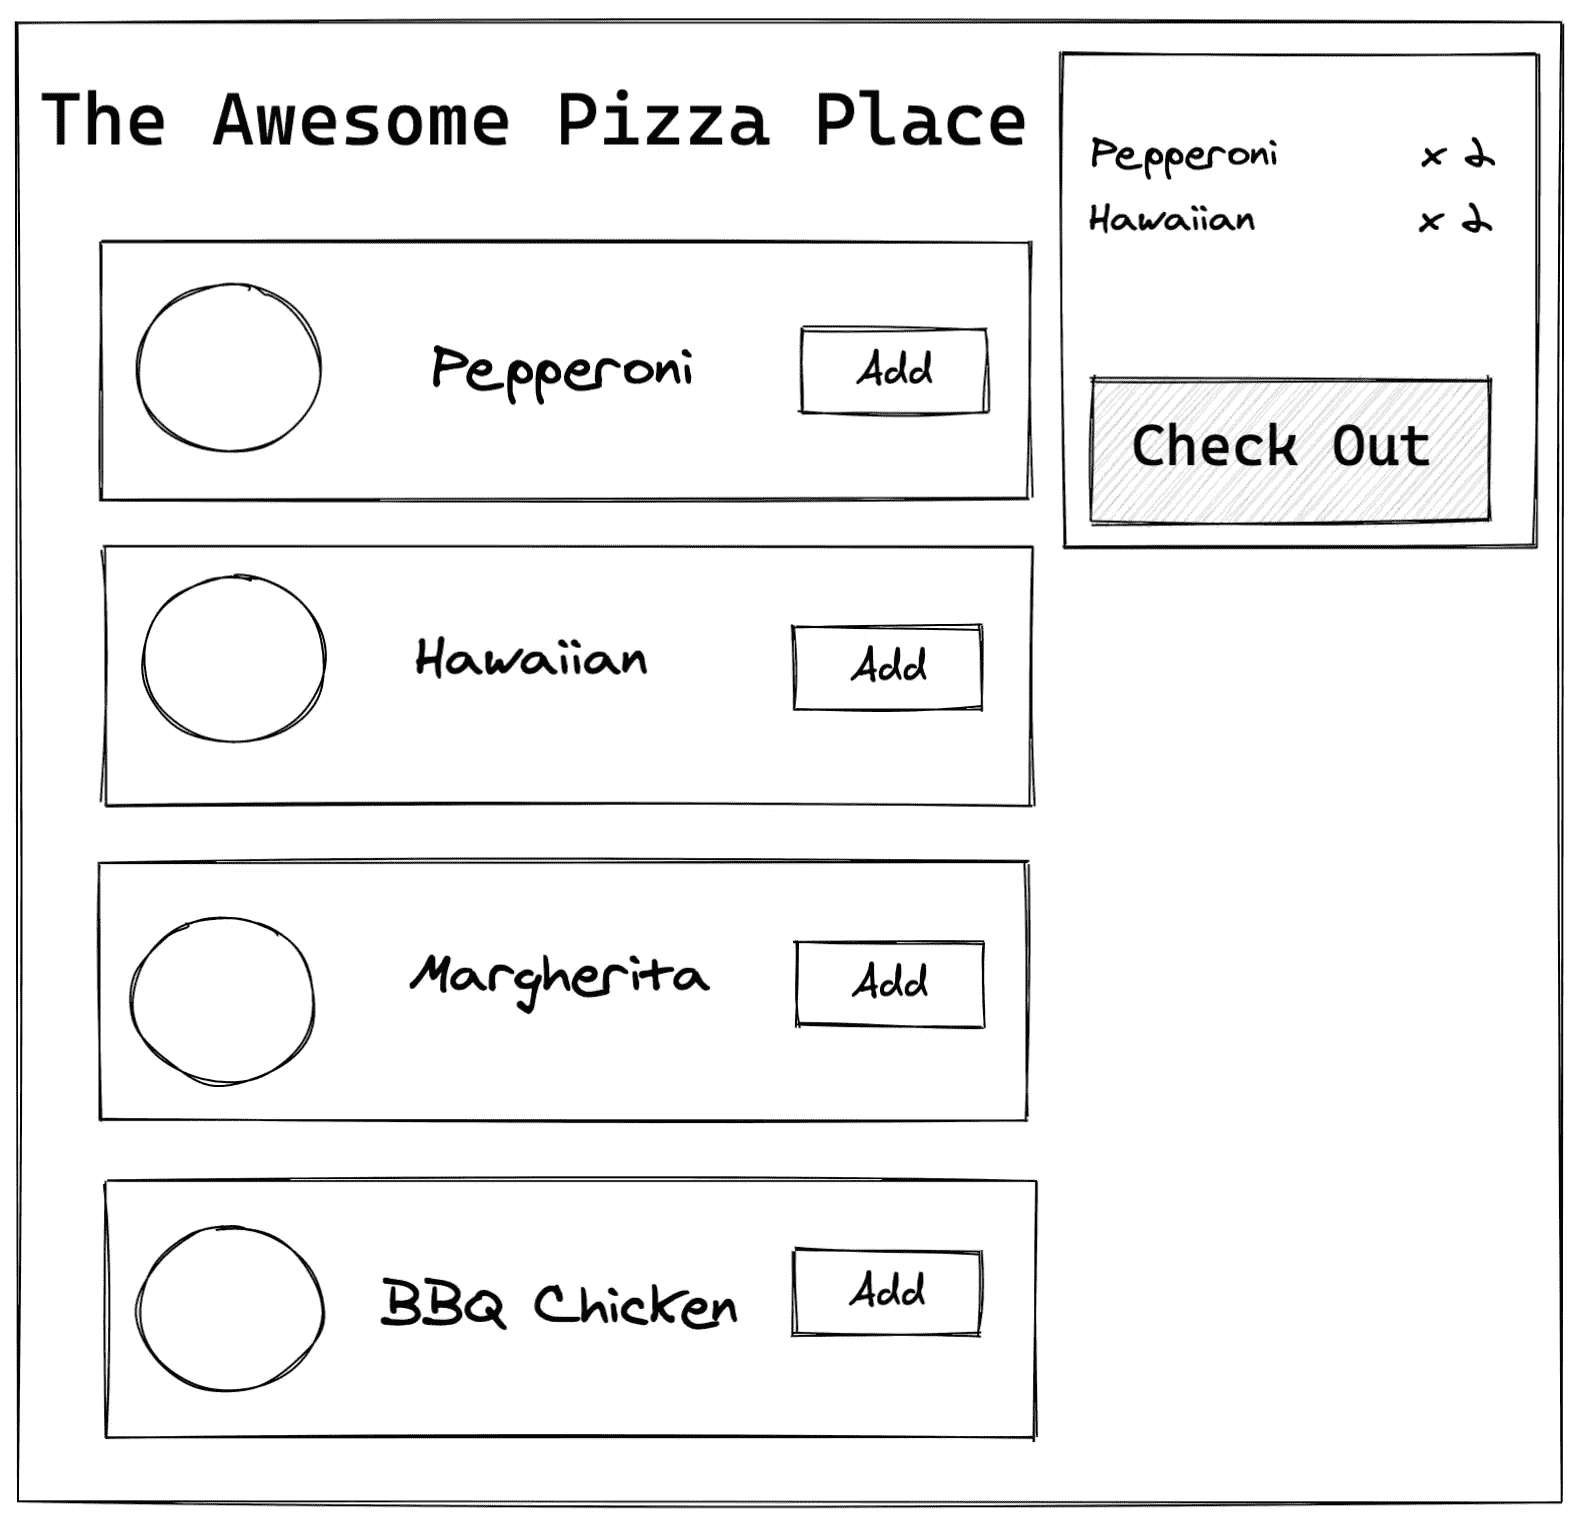 The Awesome Pizza Place
Pepperoni x 2
Hawaiian x 2
Check Out
Pepperoni Add
Hawaiian Add
Margherita Add
BBQ Chicken Add